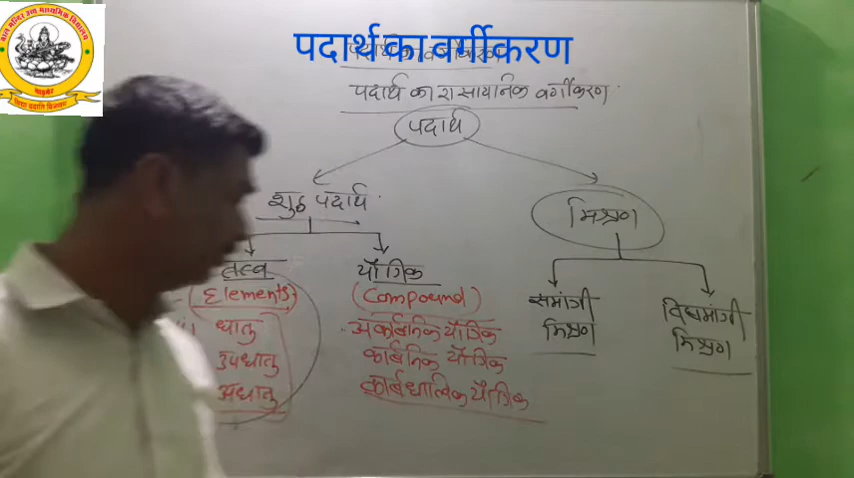 पदार्थ का वर्गीकरण
पदार्थ का रासायनिक वर्गीकरण
पदार्थ
शुद्ध पदार्थ
मिश्रण
तत्व
(Elements)
धातु
उपधातु
अधातु
यौगिक
(Compound)
अकार्बनिक यौगिक
कार्बनिक यौगिक
कार्बधात्विक यौगिक
समांगी
मिश्रण
विषमांगी
मिश्रण